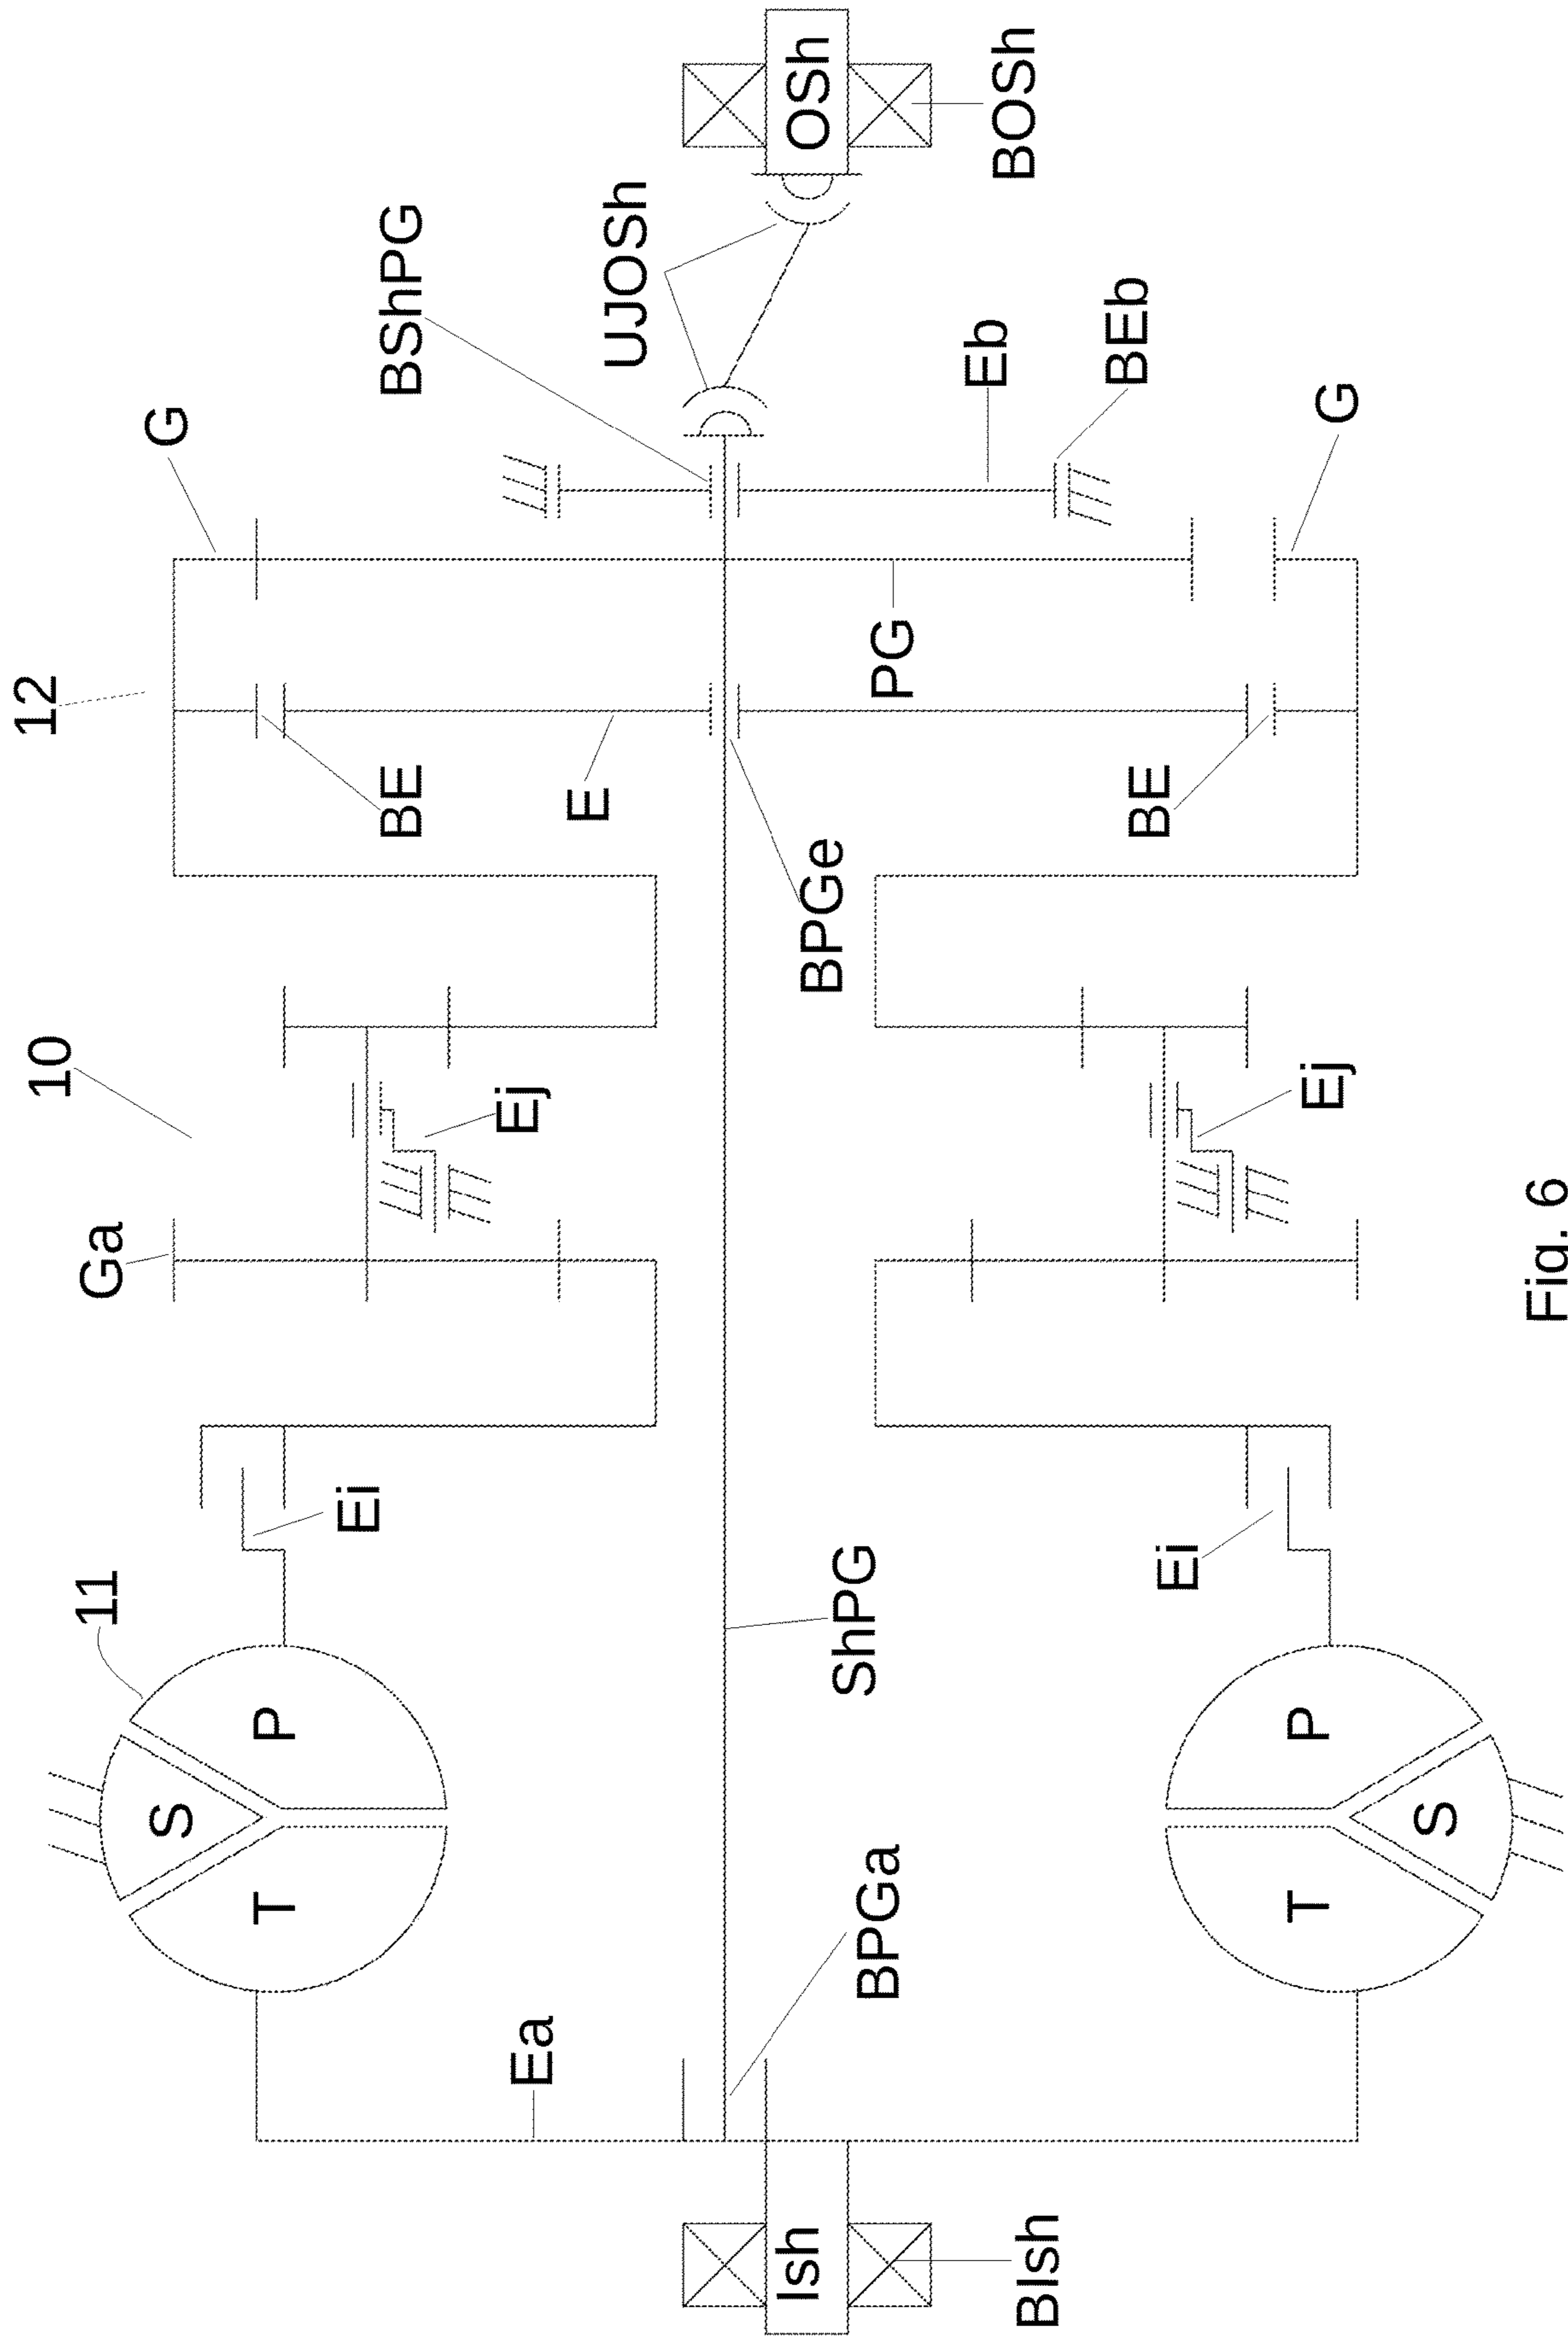 12
10
11
Ga
G
S
T
P
Ei
BE
BShPG
Ej
Ea
E
UJOSh
Ish
OSh
BPGe
ShPG
BPGa
PG
Eb
BIsh
BOSh
BEb
BE
Ei
T
P
Ej
G
S
Fig. 6